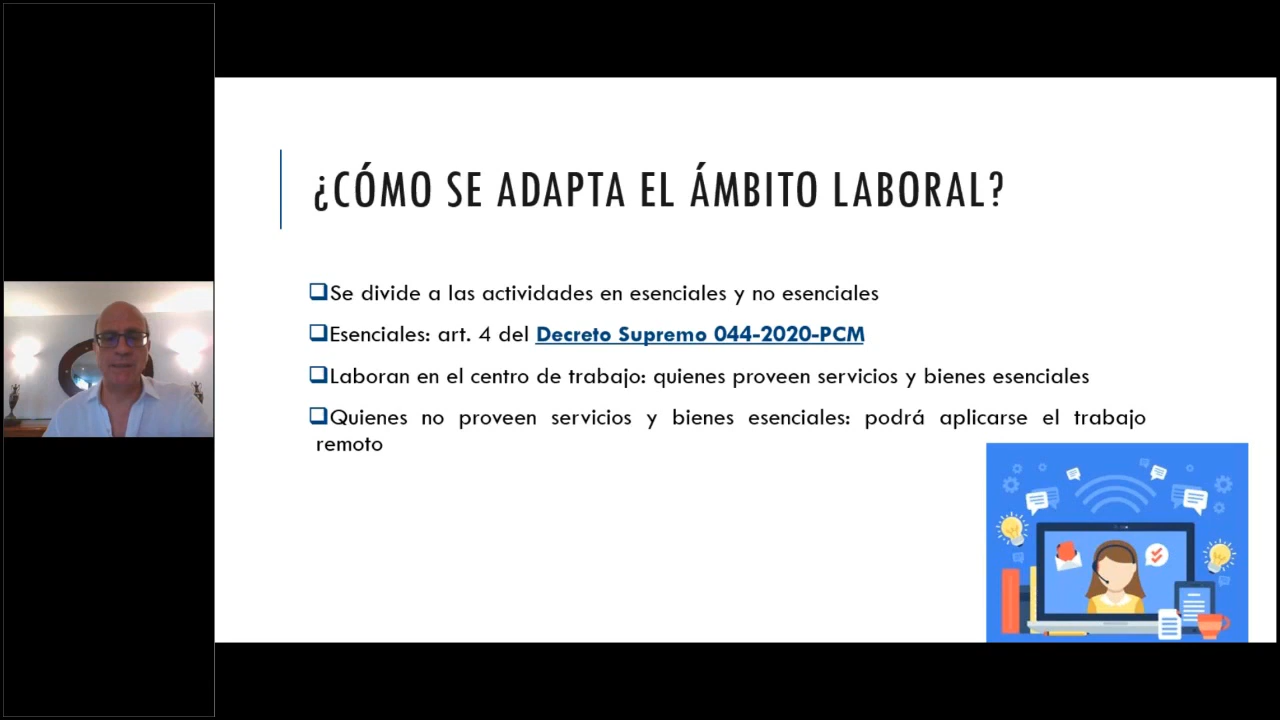 ¿CÓMO SE ADAPTA EL ÁMBITO LABORAL?
❑Se divide a las actividades en esenciales y no esenciales
❑Esenciales: art. 4 del Decreto Supremo 044-2020-PCM
❑Laboran en el centro de trabajo: quienes proveen servicios y bienes esenciales
❑Quienes no proveen servicios y bienes esenciales: podrá aplicarse el trabajo
remoto